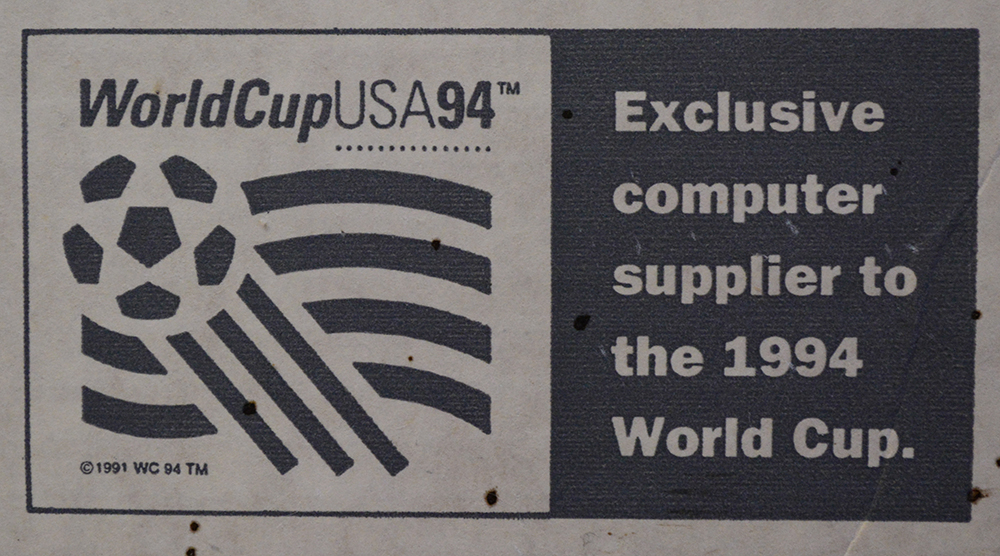 WorldCupUSA94™
©1991 WC 94 TM
Exclusive
computer
supplier to
the 1994
World Cup.